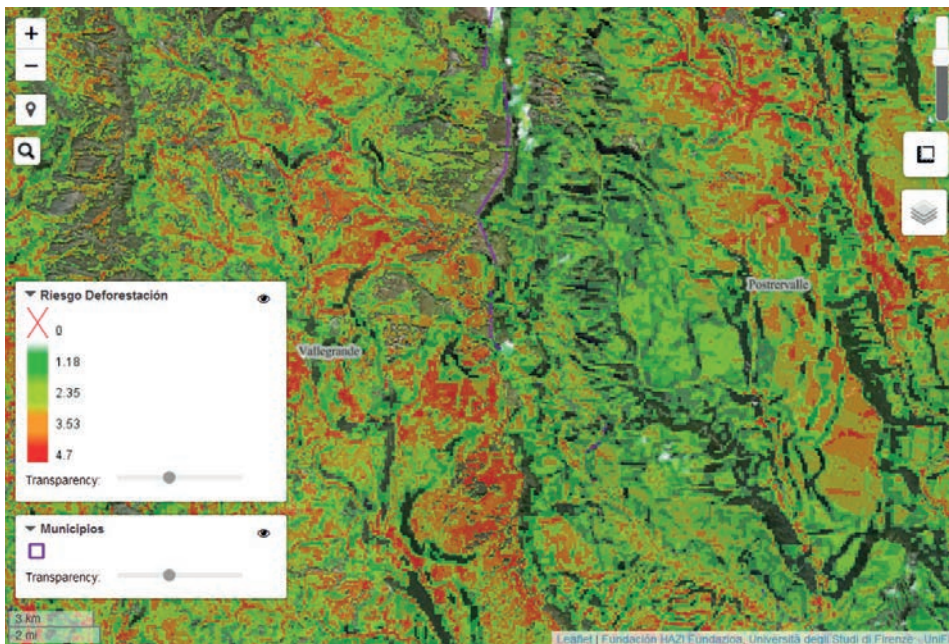 +
−
Riesgo Deforestación
0
1.18
2.35
3.53
4.7
Transparency:
Municipios
Transparency:
Vallegrande
Postrervalle
3 km
2 mi
Leaflet | Fundación HAZI Fundazioa, Università degli Studi di Firenze - UniFI